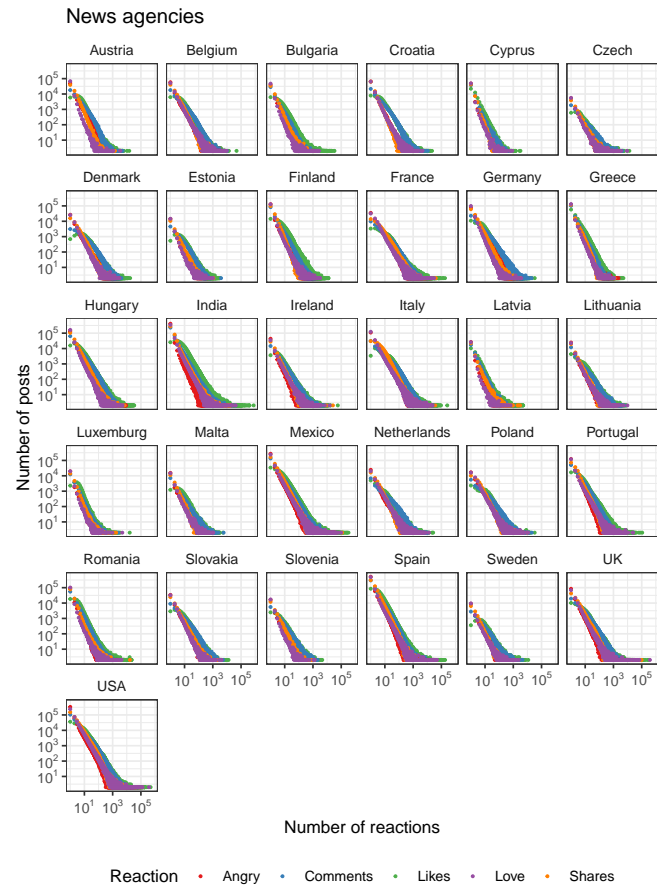 News agencies
Austria Belgium Bulgaria Croatia Cyprus Czech
10⁵
10⁴
10³
10²
10¹
Denmark Estonia Finland France Germany Greece
10⁵
10⁴
10³
10²
10¹
Hungary India Ireland Italy Latvia Lithuania
10⁵
10⁴
10³
10²
10¹
Luxemburg Malta Mexico Netherlands Poland Portugal
10⁵
10⁴
10³
10²
10¹
Romania Slovakia Slovenia Spain Sweden UK
10⁵
10⁴
10³
10²
10¹
10¹ 10³ 10⁵ 10¹ 10³ 10⁵ 10¹ 10³ 10⁵ 10¹ 10³ 10⁵ 10¹ 10³ 10⁵
USA
10⁵
10⁴
10³
10²
10¹
10¹ 10³ 10⁵
Number of posts
Number of reactions
Reaction Angry Comments Likes Love Shares